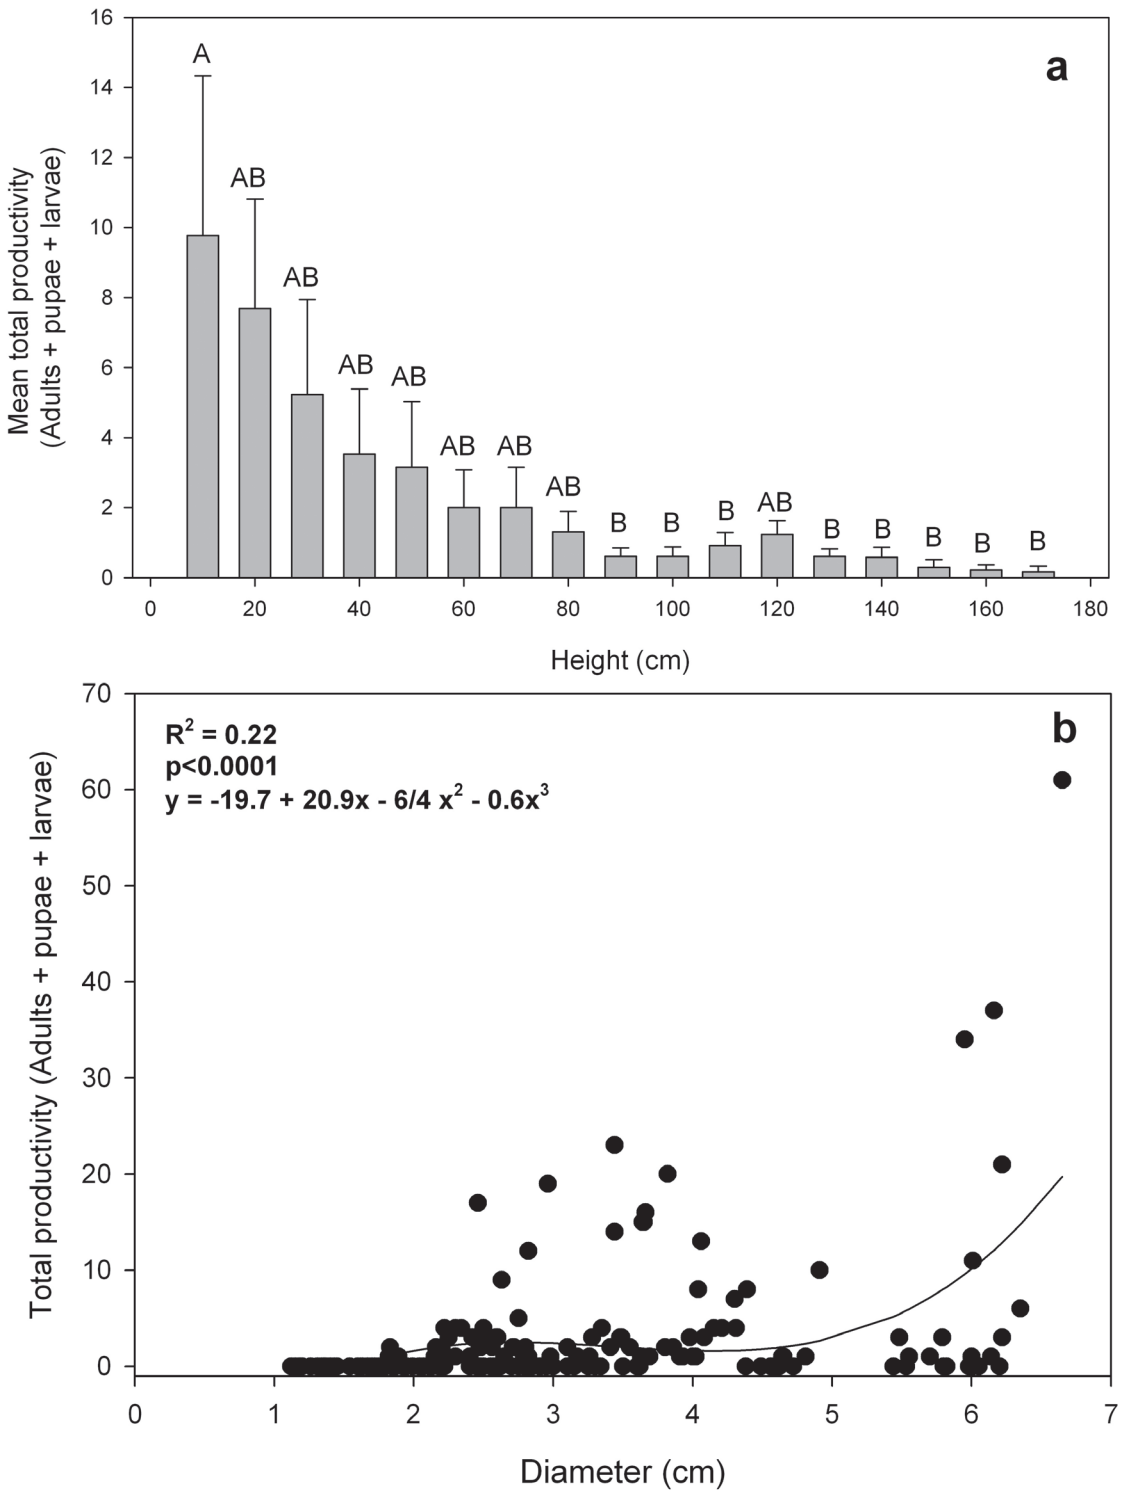 16
14
12
10
8
6
4
2
0
Mean total productivity
(Adults + pupae + larvae)
a
A
AB
AB
AB
AB
AB
AB
AB
B
B
B
AB
B
B
B
B
B
0 20 40 60 80 100 120 140 160 180
Height (cm)
70
60
50
40
30
20
10
0
Total productivity (Adults + pupae + larvae)
R² = 0.22
p<0.0001
y = -19.7 + 20.9x - 6/4 x² - 0.6x³
b
0 1 2 3 4 5 6 7
Diameter (cm)